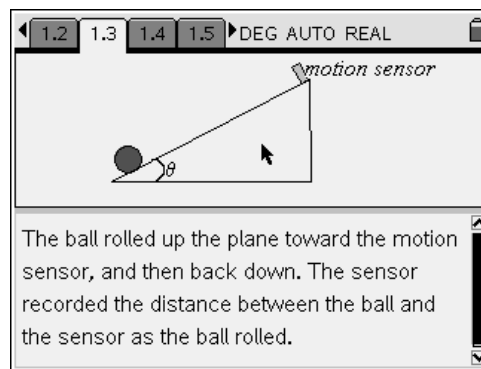 1.2 1.3 1.4 1.5 DEG AUTO REAL
motion sensor
θ
The ball rolled up the plane toward the motion
sensor, and then back down. The sensor
recorded the distance between the ball and
the sensor as the ball rolled.